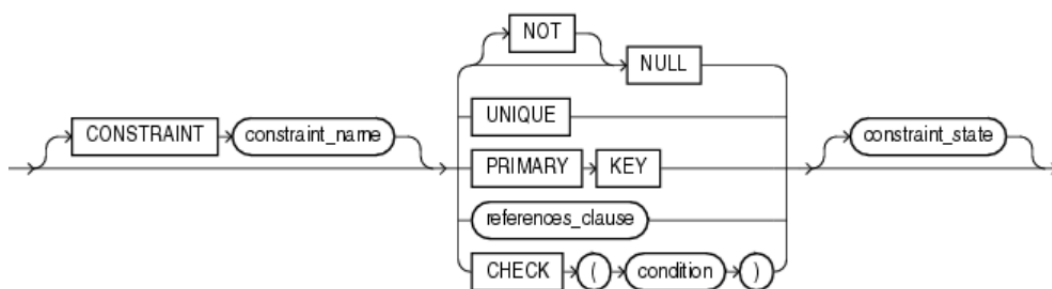 NOT
NULL
UNIQUE
CONSTRAINT constraint_name
constraint_state
PRIMARY KEY
references_clause
CHECK ( condition )